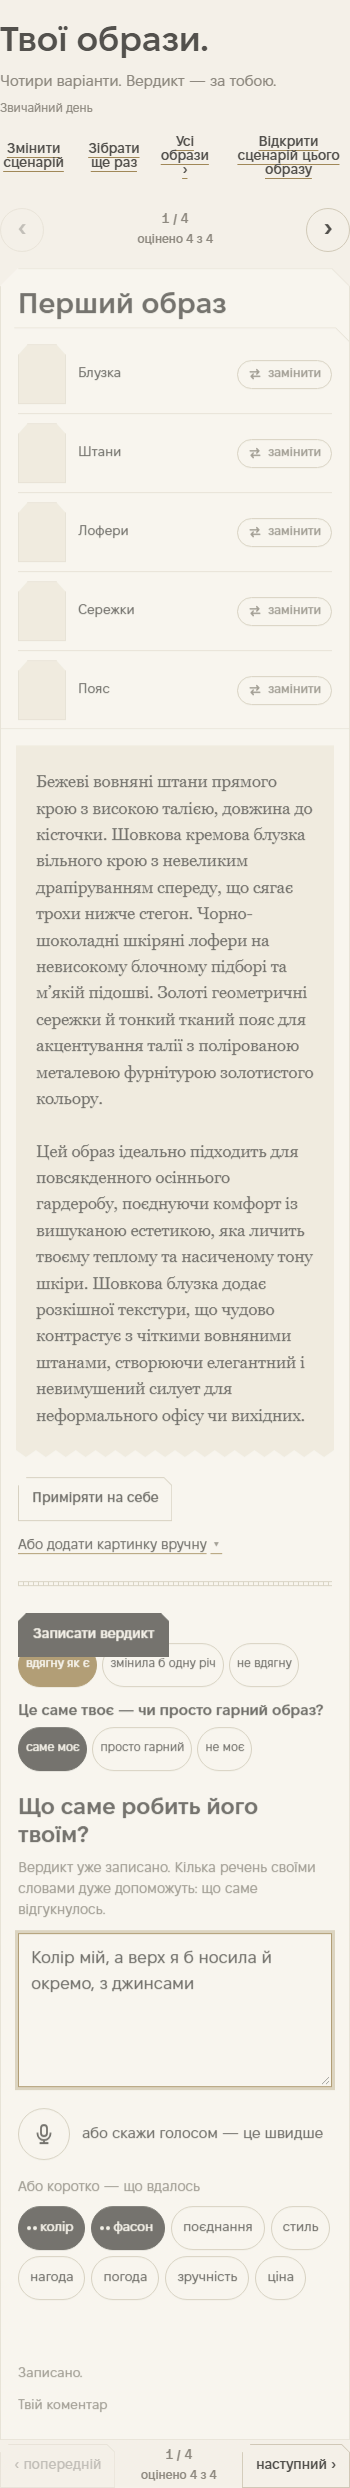 Твої образи.
Чотири варіанти. Вердикт — за тобою.
Звичайний день
Змінити
сценарій
Зібрати
ще раз
Усі
образи
›
Відкрити
сценарій цього
образу
‹
1 / 4
оцінено 4 з 4
›
Перший образ
Блузка
⇄ замінити
Штани
⇄ замінити
Лофери
⇄ замінити
Сережки
⇄ замінити
Пояс
⇄ замінити
Бежеві вовняні штани прямого
крою з високою талією, довжина до
кісточки. Шовкова кремова блузка
вільного крою з невеликим
драпіруванням спереду, що сягає
трохи нижче стегон. Чорно-
шоколадні шкіряні лофери на
невисокому блочному підборі та
м’якій підошві. Золоті геометричні
сережки й тонкий тканий пояс для
акцентування талії з полірованою
металевою фурнітурою золотистого
кольору.
Цей образ ідеально підходить для
повсякденного осіннього
гардеробу, поєднуючи комфорт із
вишуканою естетикою, яка личить
твоєму теплому та насиченому тону
шкіри. Шовкова блузка додає
розкішної текстури, що чудово
контрастує з чіткими вовняними
штанами, створюючи елегантний і
невимушений силует для
неформального офісу чи вихідних.
Приміряти на себе
Або додати картинку вручну ▾
Записати вердикт
вдягну як є
змінила б одну річ
не вдягну
Це саме твоє — чи просто гарний образ?
саме моє
просто гарний
не моє
Що саме робить його
твоїм?
Вердикт уже записано. Кілька речень своїми
словами дуже допоможуть: що саме
відгукнулось.
Колір мій, а верх я б носила й
окремо, з джинсами
або скажи голосом — це швидше
Або коротко — що вдалось
•• колір
•• фасон
поєднання
стиль
нагода
погода
зручність
ціна
Записано.
Твій коментар
‹ попередній
1 / 4
оцінено 4 з 4
наступний ›